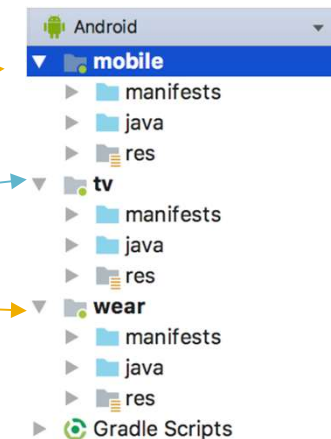 Android
mobile
manifests
java
res
tv
manifests
java
res
wear
manifests
java
res
Gradle Scripts